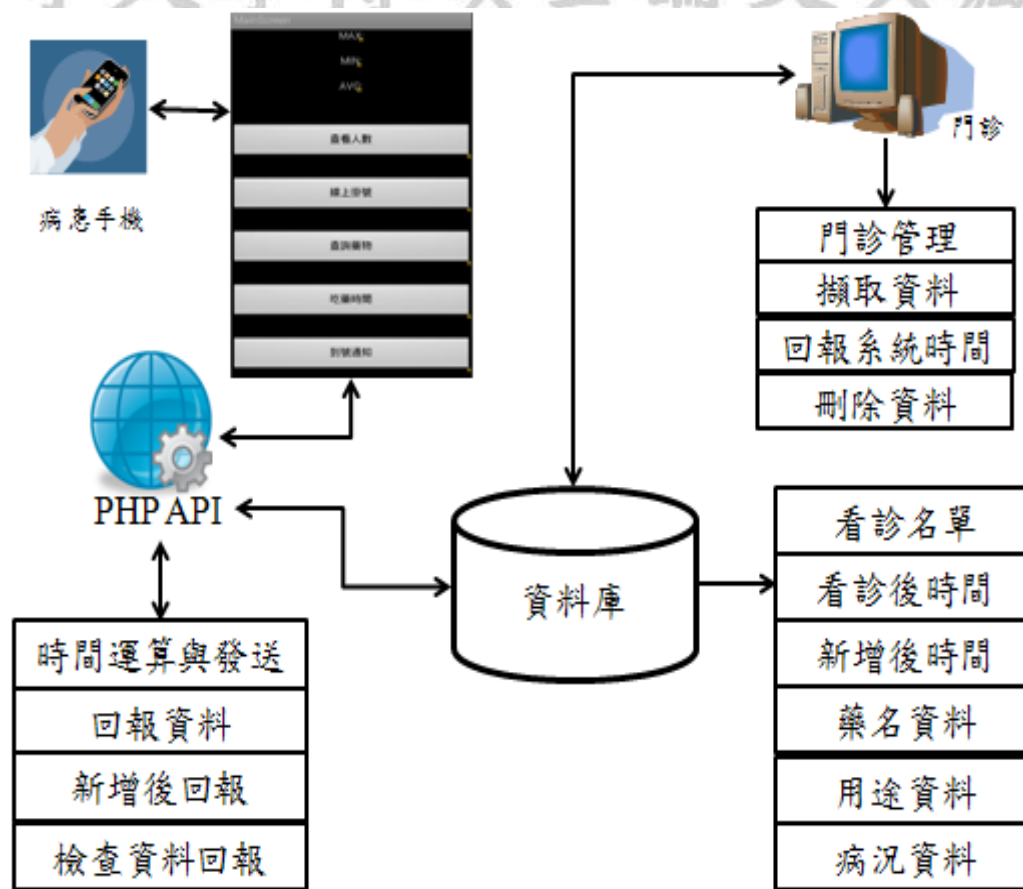 MainScreen
MAX
MIN
AVG
查看人數
線上掛號
查詢藥物
吃藥時間
到號通知
病患手機
門診
門診管理
擷取資料
回報系統時間
刪除資料
PHP API
資料庫
時間運算與發送
回報資料
新增後回報
檢查資料回報
看診名單
看診後時間
新增後時間
藥名資料
用途資料
病況資料